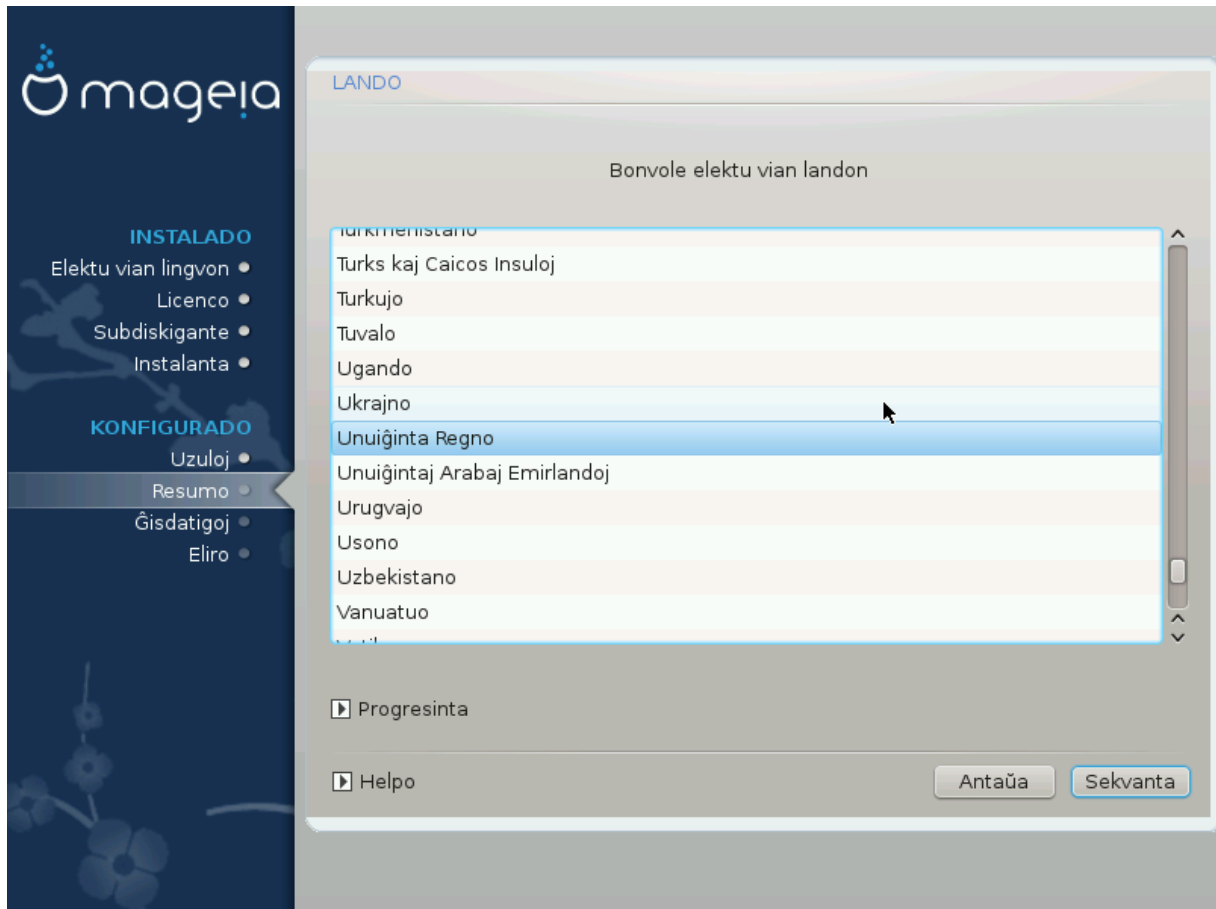 mageia
INSTALADO
Elektu vian lingvon
Licenco
Subdiskigante
Instalanta
KONFIGURADO
Uzuloj
Resumo
Ĝisdatigoj
Eliro
LANDO
Bonvole elektu vian landon
Turkmenistano
Turks kaj Caicos Insuloj
Turkujo
Tuvalo
Ugando
Ukrajno
Unuiĝinta Regno
Unuiĝintaj Arabaj Emirlandoj
Urugvajo
Usono
Uzbekistano
Vanuatuo
Progresinta
Helpo
Antaŭa
Sekvanta